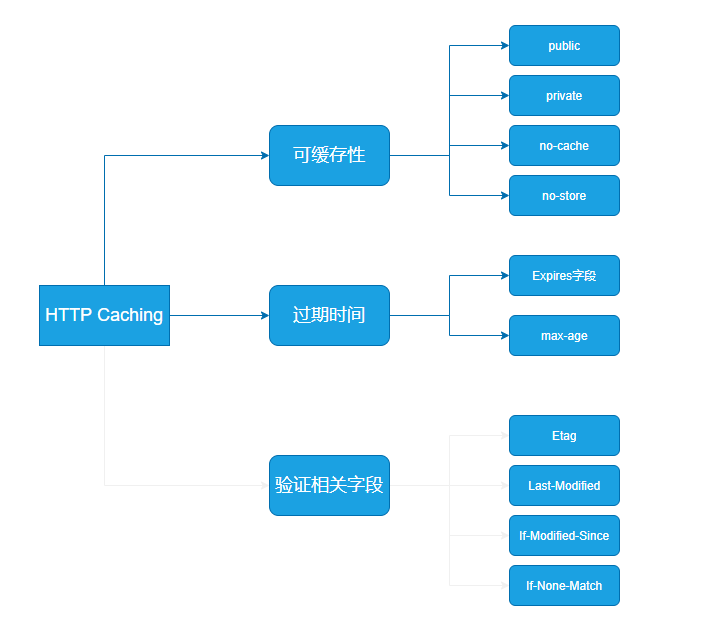 HTTP Caching
可缓存性
public
private
no-cache
no-store
过期时间
Expires字段
max-age
验证相关字段
Etag
Last-Modified
If-Modified-Since
If-None-Match